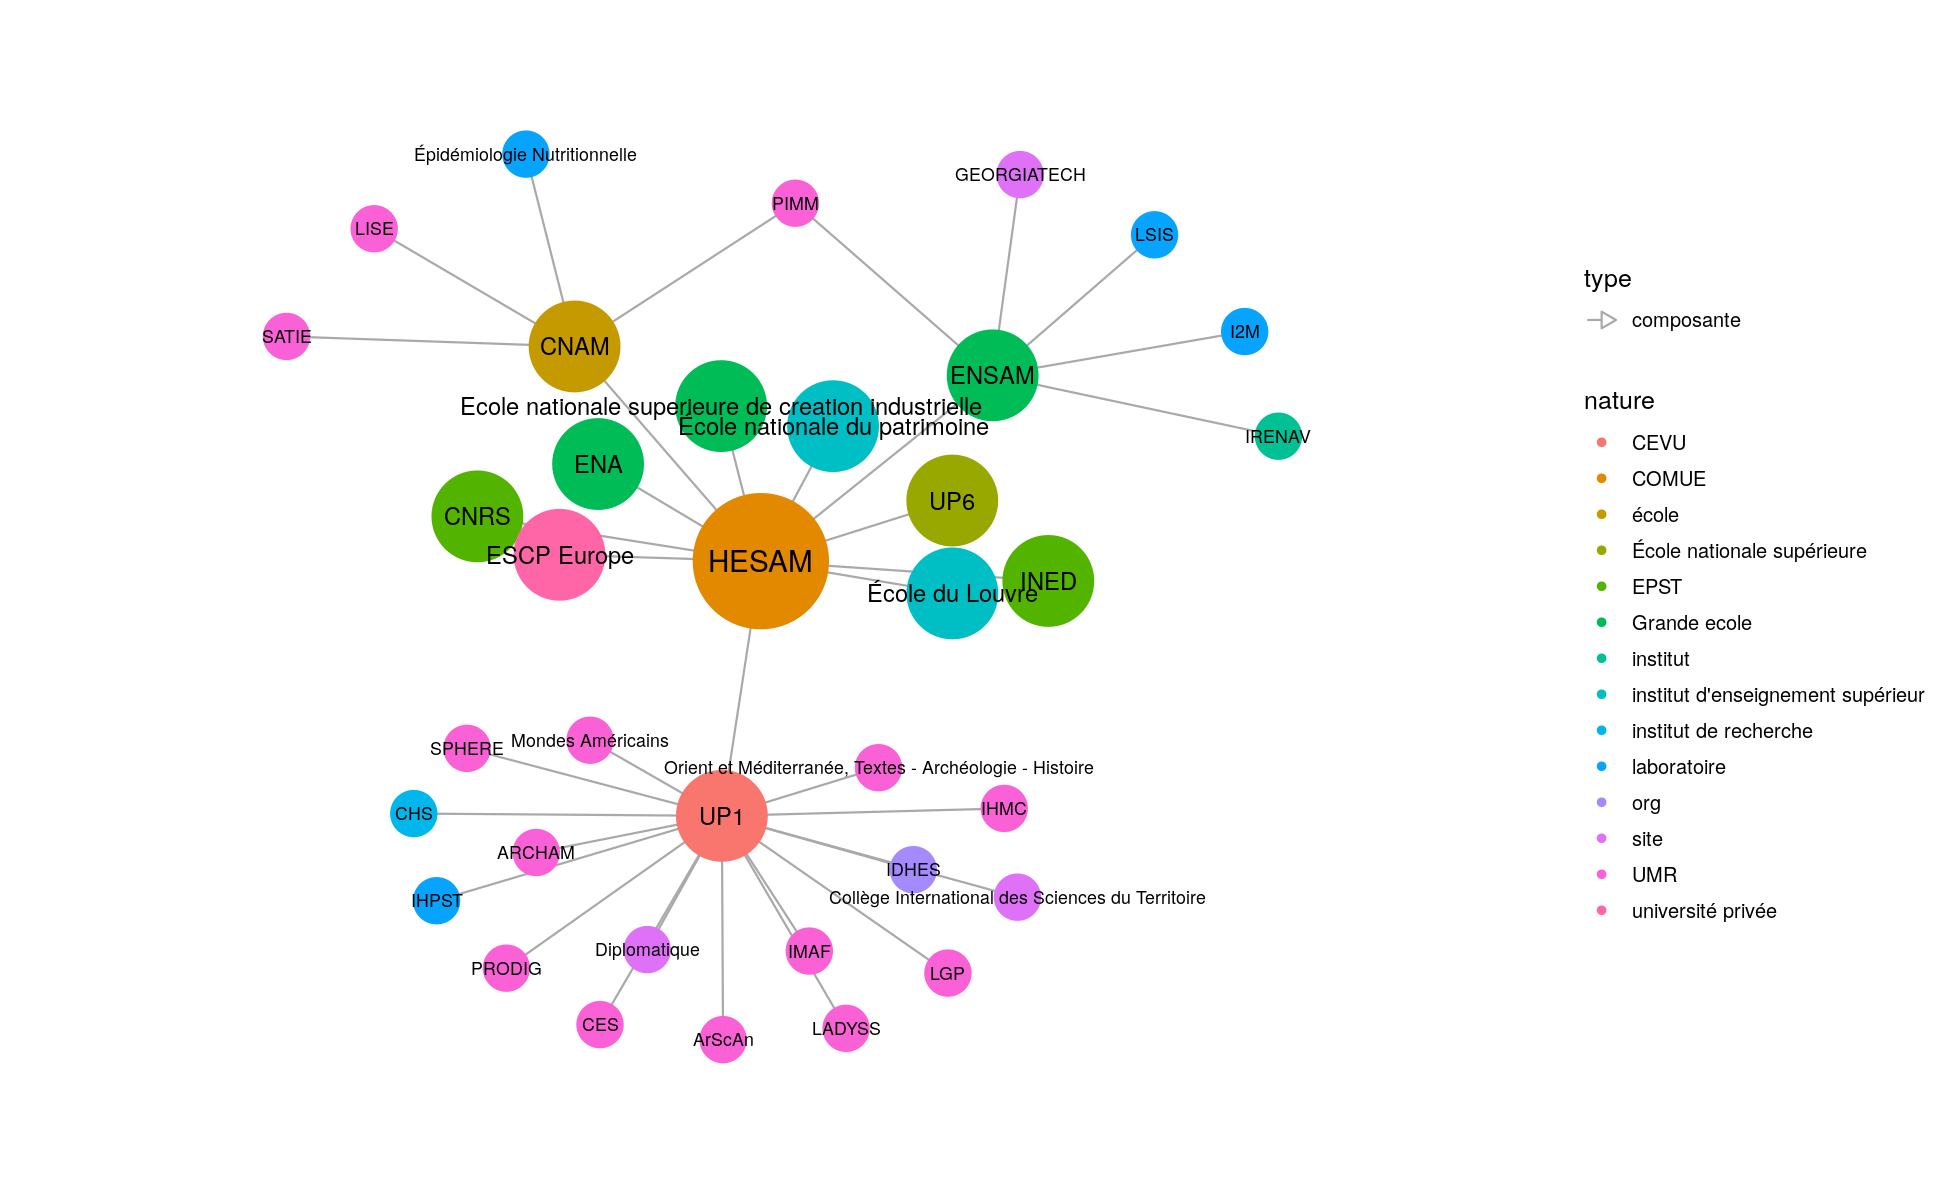 Épidémiologie Nutritionnelle
GEORGIATECH
PIMM
LISE
LSIS
SATIE
I2M
CNAM
ENSAM
Ecole nationale superieure de creation industrielle
École nationale du patrimoine
IRENAV
ENA
UP6
CNRS
ESCP Europe
HESAM
INED
École du Louvre
SPHERE
Mondes Américains
Orient et Méditerranée, Textes - Archéologie - Histoire
IHMC
CHS
UP1
ARCHAM
IDHES
IHPST
Collège International des Sciences du Territoire
Diplomatique
IMAF
PRODIG
LGP
CES
LADYSS
ArScAn
type
composante
nature
CEVU
COMUE
école
École nationale supérieure
EPST
Grande ecole
institut
institut d'enseignement supérieur
institut de recherche
laboratoire
org
site
UMR
université privée